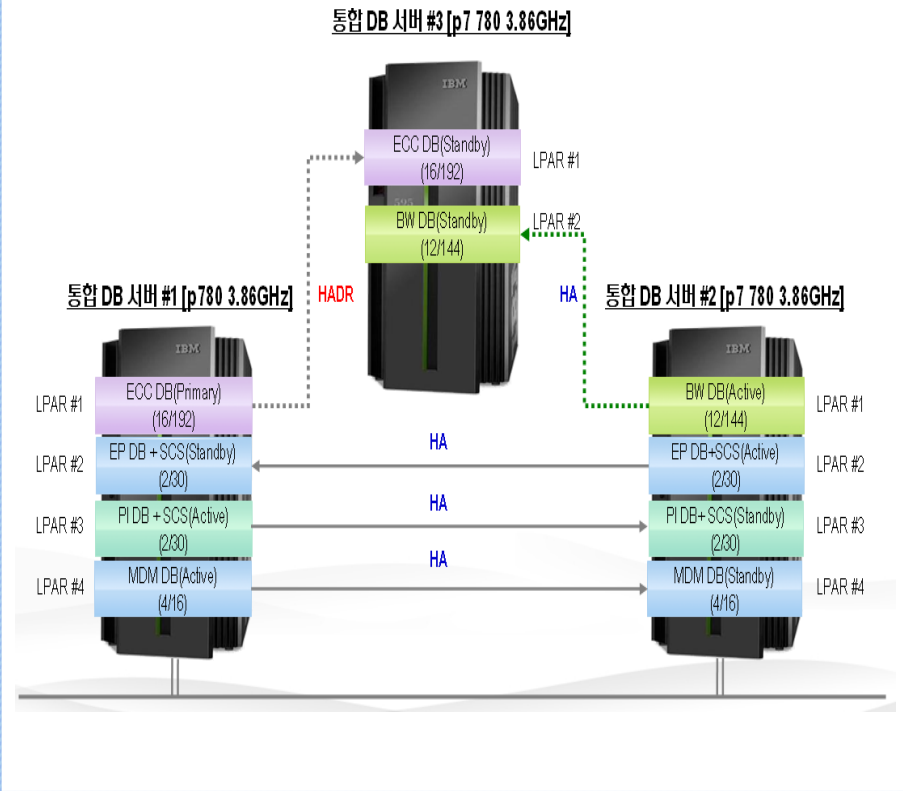 통합 DB 서버 #3 [p7 780 3.86GHz]
IBM
ECC DB(Standby)
(16/192)
LPAR #1
595
BW DB(Standby)
(12/144)
LPAR #2
통합 DB 서버 #1 [p780 3.86GHz]
HADR
HA
통합 DB 서버 #2 [p7 780 3.86GHz]
IBM
IBM
LPAR #1
ECC DB(Primary)
(16/192)
BW DB(Active)
(12/144)
LPAR #1
LPAR #2
EP DB + SCS(Standby)
(2/30)
HA
EP DB+SCS(Active)
(2/30)
LPAR #2
LPAR #3
PI DB + SCS(Active)
(2/30)
HA
PI DB+ SCS(Standby)
(2/30)
LPAR #3
LPAR #4
MDM DB(Active)
(4/16)
HA
MDM DB(Standby)
(4/16)
LPAR #4